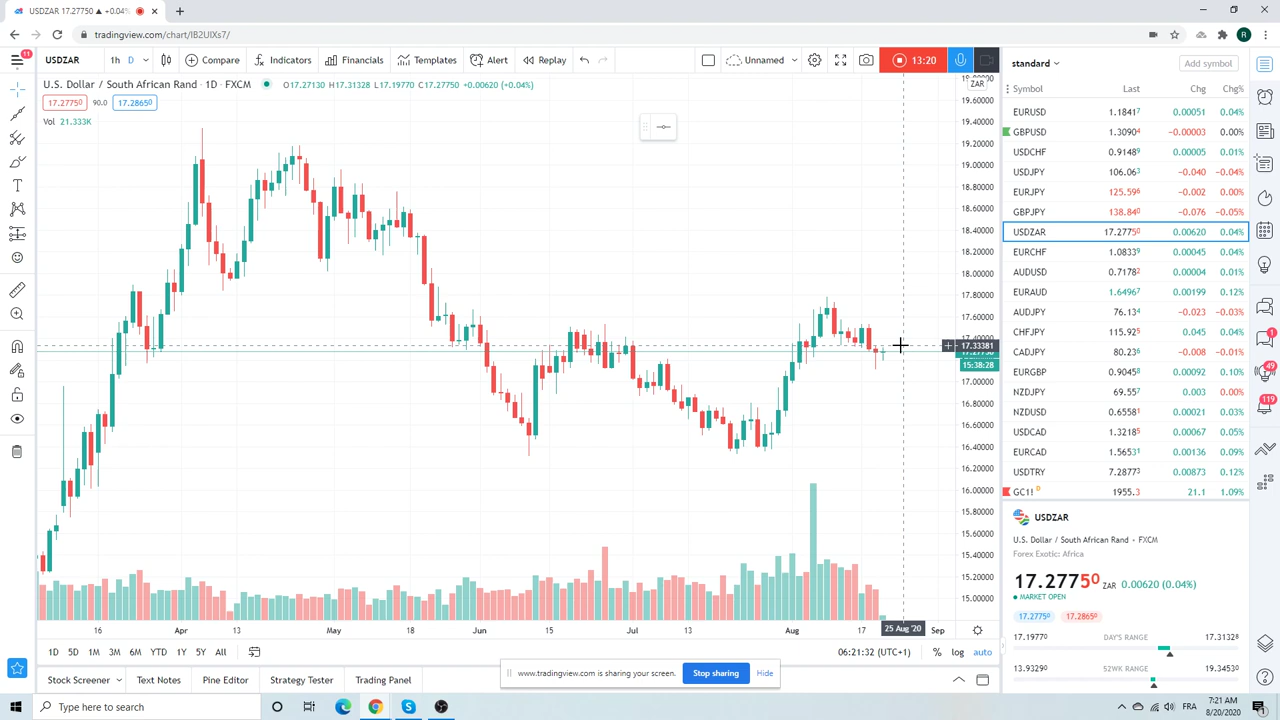 USDZAR 17.27750 ▲ +0.04%
tradingview.com/chart/IB2UIXs7/
11
USDZAR
1h D
Indicators
Compare
Financials
Templates
Alert
Replay
Unnamed
13:20
standard
Add symbol
U.S. Dollar / South African Rand · 1D · FXCM
O17.27130 H17.31328 L17.19770 C17.27750 +0.00620 (+0.04%)
17.27750 90.0 17.28650
Vol 21.333K
ZAR
19.60000
19.40000
19.20000
19.00000
18.80000
18.60000
18.40000
18.20000
18.00000
17.80000
17.60000
17.33381
15:38:28
17.00000
16.80000
16.60000
16.40000
16.20000
16.00000
15.80000
15.60000
15.40000
15.20000
15.00000
16 Apr 13 May 18 Jun 15 Jul 13 Aug 17 25 Aug '20 Sep
1D 5D 1M 3M 6M YTD 1Y 5Y All
06:21:32 (UTC+1) % log auto
Symbol Last Chg Chg%
EURUSD 1.18417 0.00051 0.04%
GBPUSD 1.30904 −0.00003 0.00%
USDCHF 0.91489 0.00005 0.01%
USDJPY 106.063 −0.040 −0.04%
EURJPY 125.596 −0.002 0.00%
GBPJPY 138.840 −0.076 −0.05%
USDZAR 17.27750 0.00620 0.04%
EURCHF 1.08339 0.00045 0.04%
AUDUSD 0.71782 0.00004 0.01%
EURAUD 1.64967 0.00199 0.12%
AUDJPY 76.134 −0.023 −0.03%
CHFJPY 115.925 0.045 0.04%
CADJPY 80.236 −0.008 −0.01%
EURGBP 0.90458 0.00092 0.10%
NZDJPY 69.557 0.003 0.00%
NZDUSD 0.65581 0.00021 0.03%
USDCAD 1.32185 0.00067 0.05%
EURCAD 1.56531 0.00136 0.09%
USDTRY 7.28773 0.00873 0.12%
GC1! D 1955.3 21.1 1.09%
1
49
119
USDZAR
U.S. Dollar / South African Rand • FXCM
Forex Exotic: Africa
17.27750 ZAR 0.00620 (0.04%)
MARKET OPEN
17.27750 17.28650
17.19770 DAY'S RANGE 17.31328
13.93290 52WK RANGE 19.34530
Stock Screener
Text Notes
Pine Editor
Strategy Tester
Trading Panel
www.tradingview.com is sharing your screen.
Stop sharing
Hide
Type here to search
FRA
7:21 AM
8/20/2020